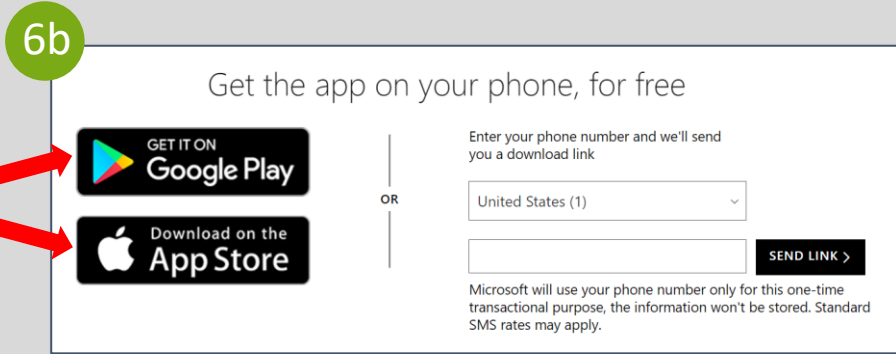 6b
Get the app on your phone, for free
GET IT ON
Google Play
Download on the
App Store
OR
Enter your phone number and we'll send
you a download link
United States (1)
SEND LINK >
Microsoft will use your phone number only for this one-time
transactional purpose, the information won't be stored. Standard
SMS rates may apply.